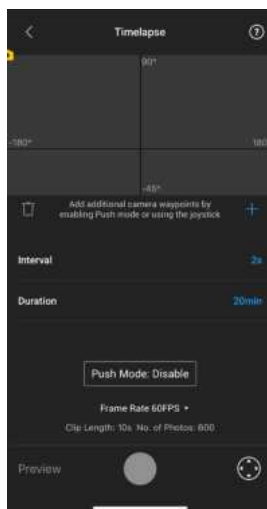 Timelapse
90°
-180°
180
-45°
Add additional camera waypoints by
enabling Push mode or using the joystick
Interval
2s
Duration
20min
Push Mode: Disable
Frame Rate 60FPS
Clip Length: 10s No. of Photos: 600
Preview